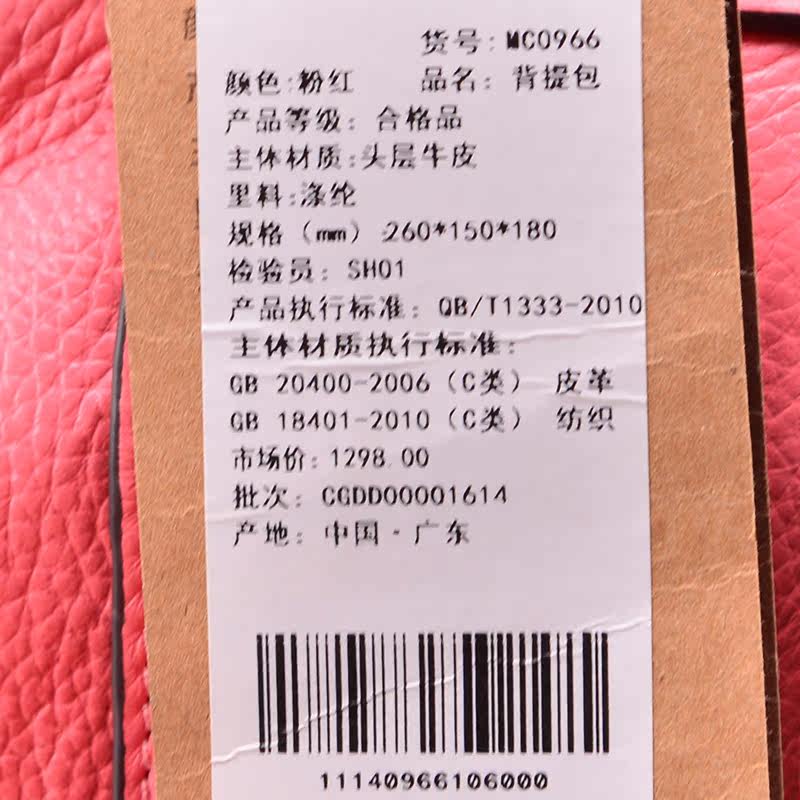 货号:MC0966
颜色:粉红 品名: 背提包
产品等级: 合格品
主体材质:头层牛皮
里料:涤纶
规格(mm) :260*150*180
检验员: SH01
产品执行标准: QB/T1333-2010
主体材质执行标准:
GB 20400-2006(C类) 皮革
GB 18401-2010(C类) 纺织
市场价:1298.00
批次: CGDD00001614
产地: 中国·广东
11140966106000